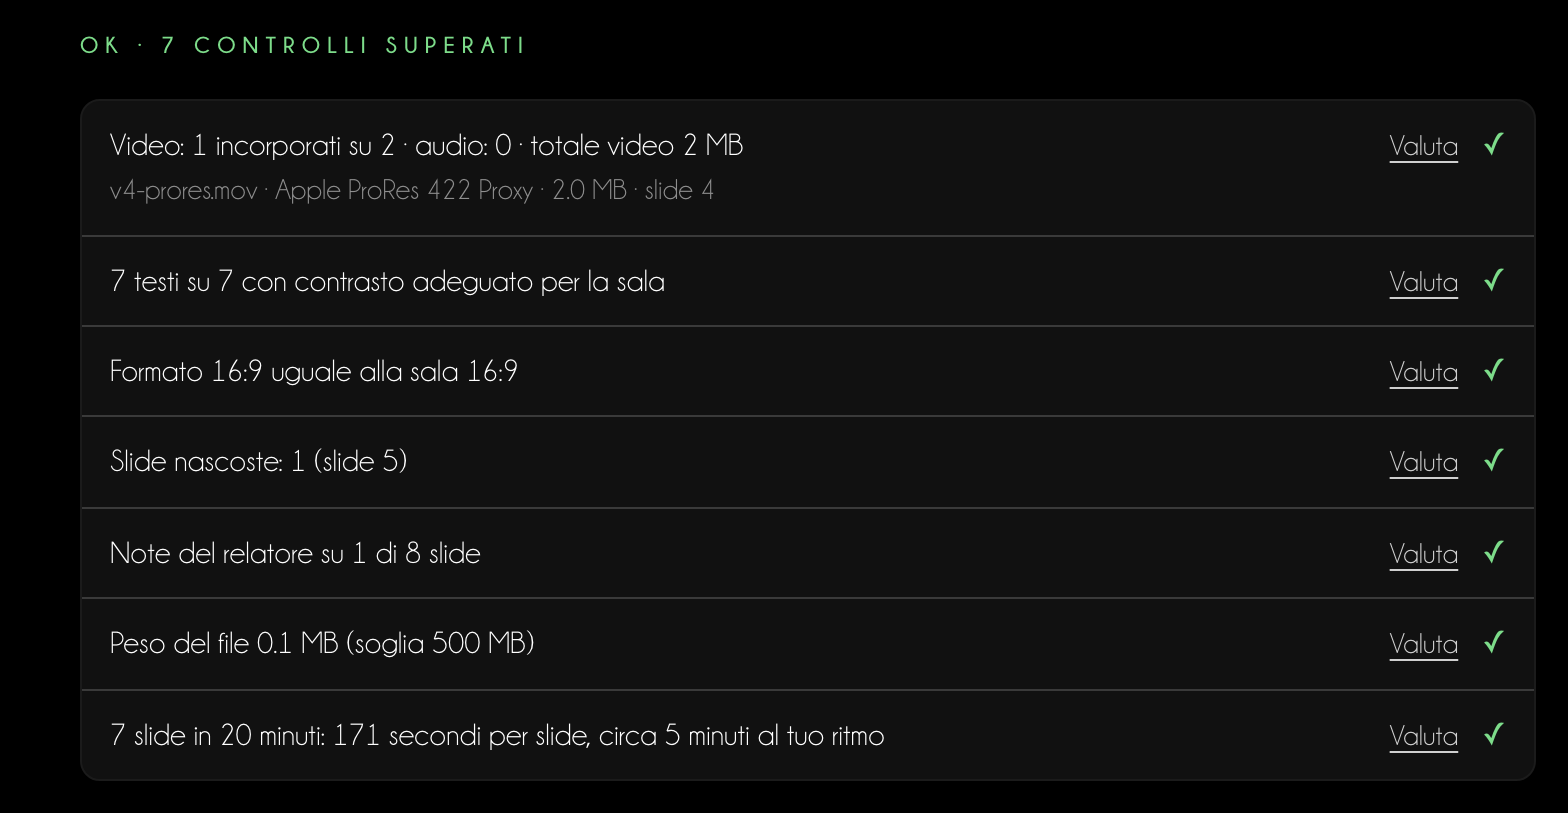 OK · 7 CONTROLLI SUPERATI
Video: 1 incorporati su 2 · audio: 0 · totale video 2 MB
Valuta ✓
v4-prores.mov · Apple ProRes 422 Proxy · 2.0 MB · slide 4
7 testi su 7 con contrasto adeguato per la sala
Valuta ✓
Formato 16:9 uguale alla sala 16:9
Valuta ✓
Slide nascoste: 1 (slide 5)
Valuta ✓
Note del relatore su 1 di 8 slide
Valuta ✓
Peso del file 0.1 MB (soglia 500 MB)
Valuta ✓
7 slide in 20 minuti: 171 secondi per slide, circa 5 minuti al tuo ritmo
Valuta ✓